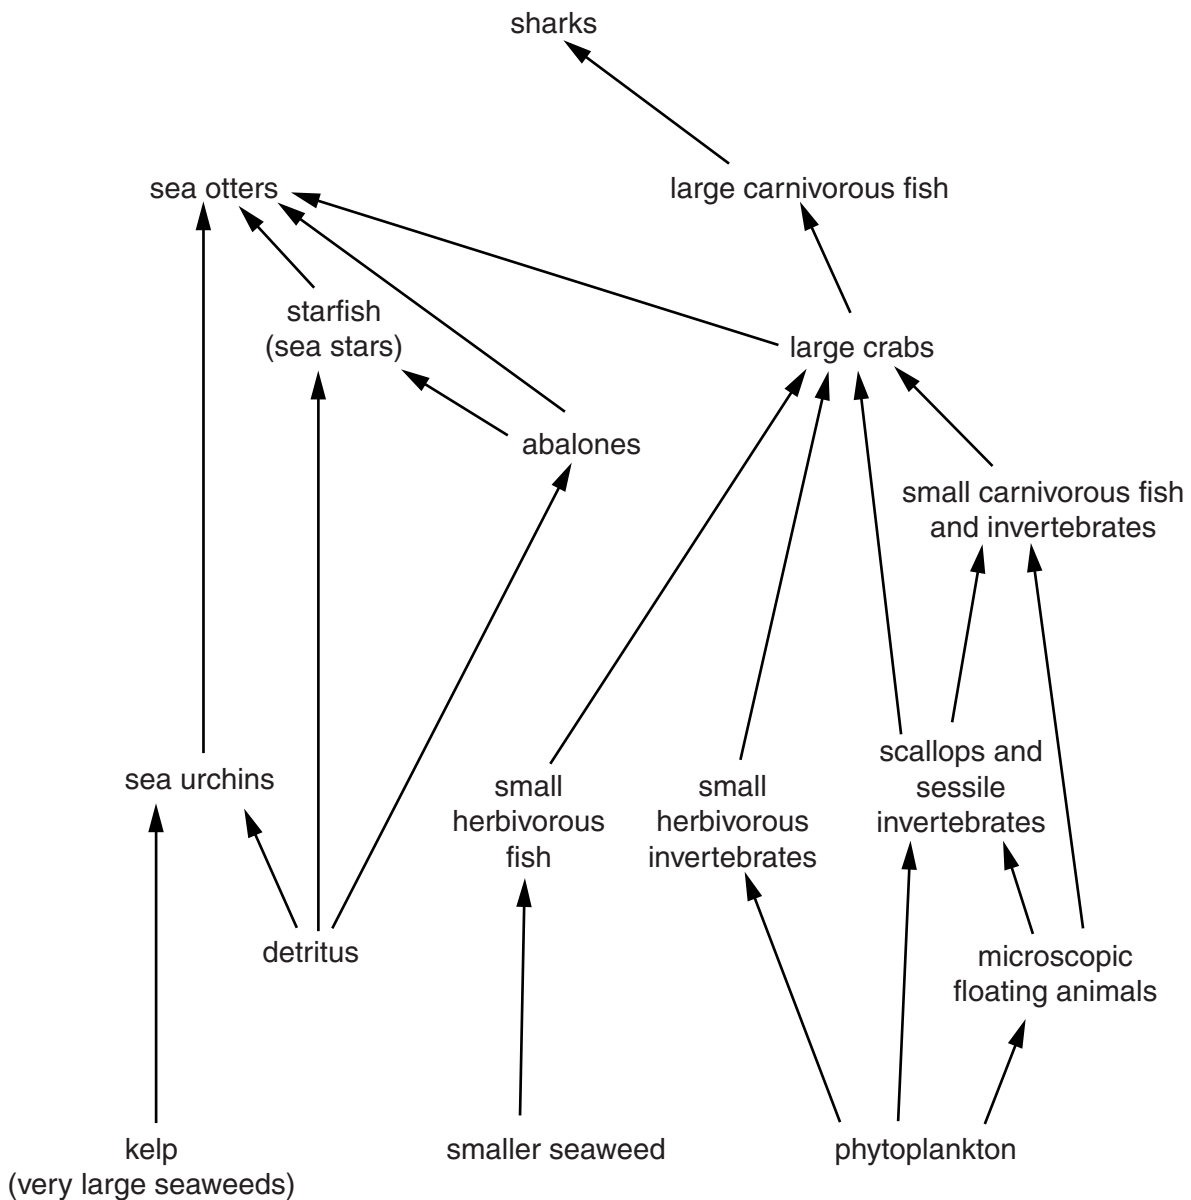 sharks
sea otters
large carnivorous fish
starfish
(sea stars)
large crabs
abalones
small carnivorous fish
and invertebrates
sea urchins
small
herbivorous
fish
small
herbivorous
invertebrates
scallops and
sessile
invertebrates
detritus
microscopic
floating animals
kelp
(very large seaweeds)
smaller seaweed
phytoplankton